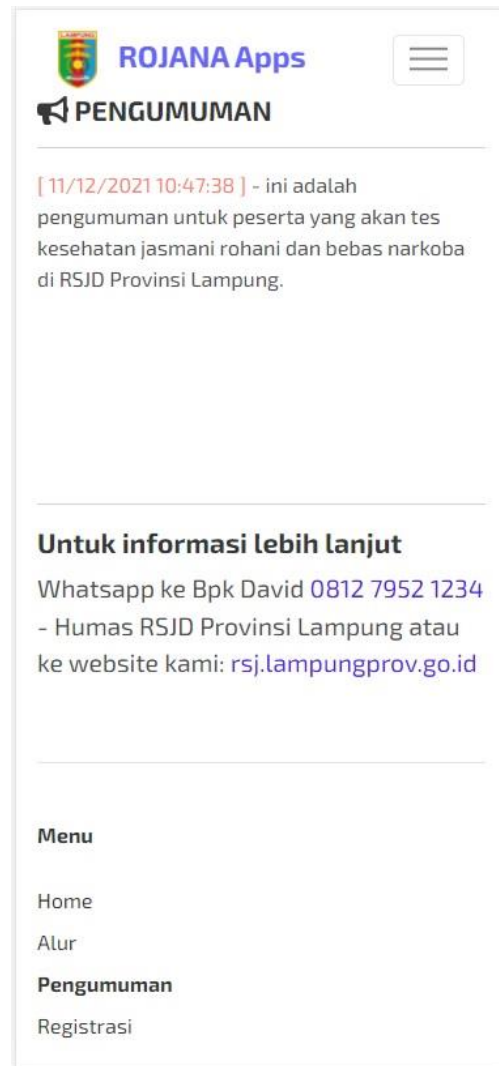 LAMPUNG
ROJANA Apps
PENGUMUMAN
[ 11/12/2021 10:47:38 ] - ini adalah
pengumuman untuk peserta yang akan tes
kesehatan jasmani rohani dan bebas narkoba
di RSJD Provinsi Lampung.
Untuk informasi lebih lanjut
Whatsapp ke Bpk David 0812 7952 1234
- Humas RSJD Provinsi Lampung atau
ke website kami: rsj.lampungprov.go.id
Menu
Home
Alur
Pengumuman
Registrasi